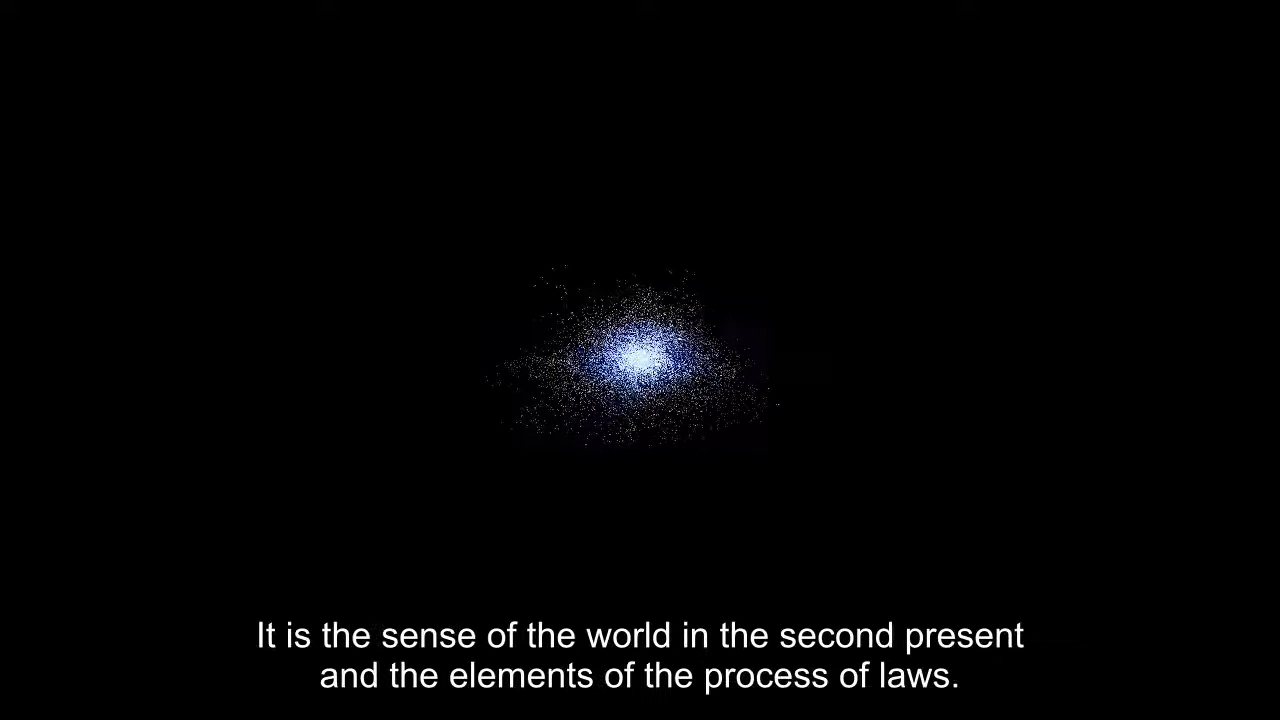 It is the sense of the world in the second present
and the elements of the process of laws.